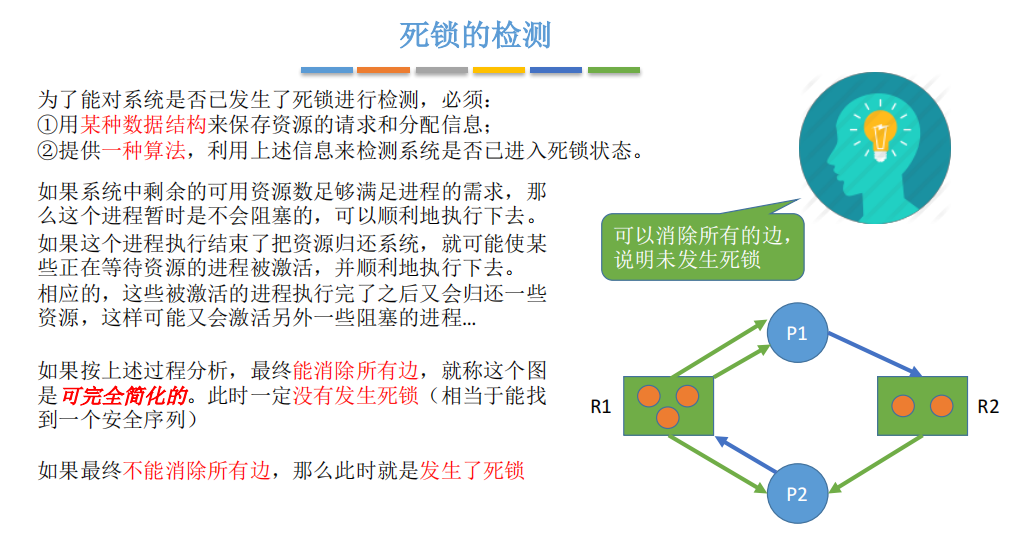 死锁的检测
为了能对系统是否已发生了死锁进行检测，必须：
①用某种数据结构来保存资源的请求和分配信息；
②提供一种算法，利用上述信息来检测系统是否已进入死锁状态。
如果系统中剩余的可用资源数足够满足进程的需求，那
么这个进程暂时是不会阻塞的，可以顺利地执行下去。
如果这个进程执行结束了把资源归还系统，就可能使某
些正在等待资源的进程被激活，并顺利地执行下去。
相应的，这些被激活的进程执行完了之后又会归还一些
资源，这样可能又会激活另外一些阻塞的进程…
如果按上述过程分析，最终能消除所有边，就称这个图
是可完全简化的。此时一定没有发生死锁（相当于能找
到一个安全序列）
如果最终不能消除所有边，那么此时就是发生了死锁
可以消除所有的边，
说明未发生死锁
P1
R1
R2
P2